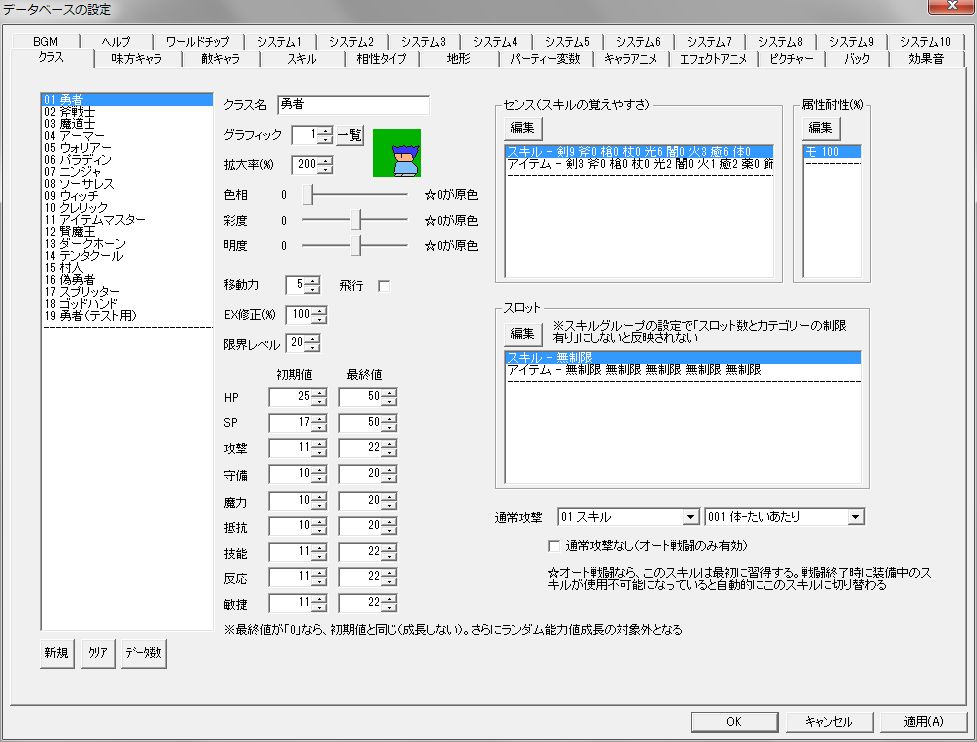 データベースの設定
BGM ヘルプ ワールドチップ システム1 システム2 システム3 システム4 システム5 システム6 システム7 システム8 システム9 システム10
クラス 味方キャラ 敵キャラ スキル 相性タイプ 地形 パーティー変数 キャラアニメ エフェクトアニメ ピクチャー バック 効果音
01 勇者
02 斧戦士
03 魔道士
04 アーマー
05 ウォリアー
06 パラディン
07 ニンジャ
08 ソーサレス
09 ウィッチ
10 クレリック
11 アイテムマスター
12 賢魔王
13 ダークホーン
14 テンタクール
15 村人
16 偽勇者
17 スプリッター
18 ゴッドハンド
19 勇者(テスト用)
新規 クリア データ数
クラス名 勇者
グラフィック 1 一覧
拡大率(%) 200
色相 0 ☆0が原色
彩度 0 ☆0が原色
明度 0 ☆0が原色
移動力 5 飛行
EX修正(%) 100
限界レベル 20
初期値 最終値
HP 25 50
SP 17 50
攻撃 11 22
守備 10 20
魔力 10 20
抵抗 10 20
技能 11 22
反応 11 22
敏捷 11 22
※最終値が「0」なら、初期値と同じ(成長しない)。さらにランダム能力値成長の対象外となる
センス(スキルの覚えやすさ)
編集
スキル - 剣9 斧0 槍0 杖0 光6 闇0 火3 癒6 体0
アイテム - 剣3 斧0 槍0 杖0 光2 闇0 火1 癒2 薬0
属性耐性(%)
編集
モ 100
スロット
編集
※スキルグループの設定で「スロット数とカテゴリーの制限
有り」にしないと反映されない
スキル - 無制限
アイテム - 無制限 無制限 無制限 無制限 無制限
通常攻撃 01 スキル 001 体-たいあたり
通常攻撃なし(オート戦闘のみ有効)
☆オート戦闘なら、このスキルは最初に習得する。戦闘終了時に装備中のス
キルが使用不可能になっていると自動的にこのスキルに切り替わる
OK キャンセル 適用(A)